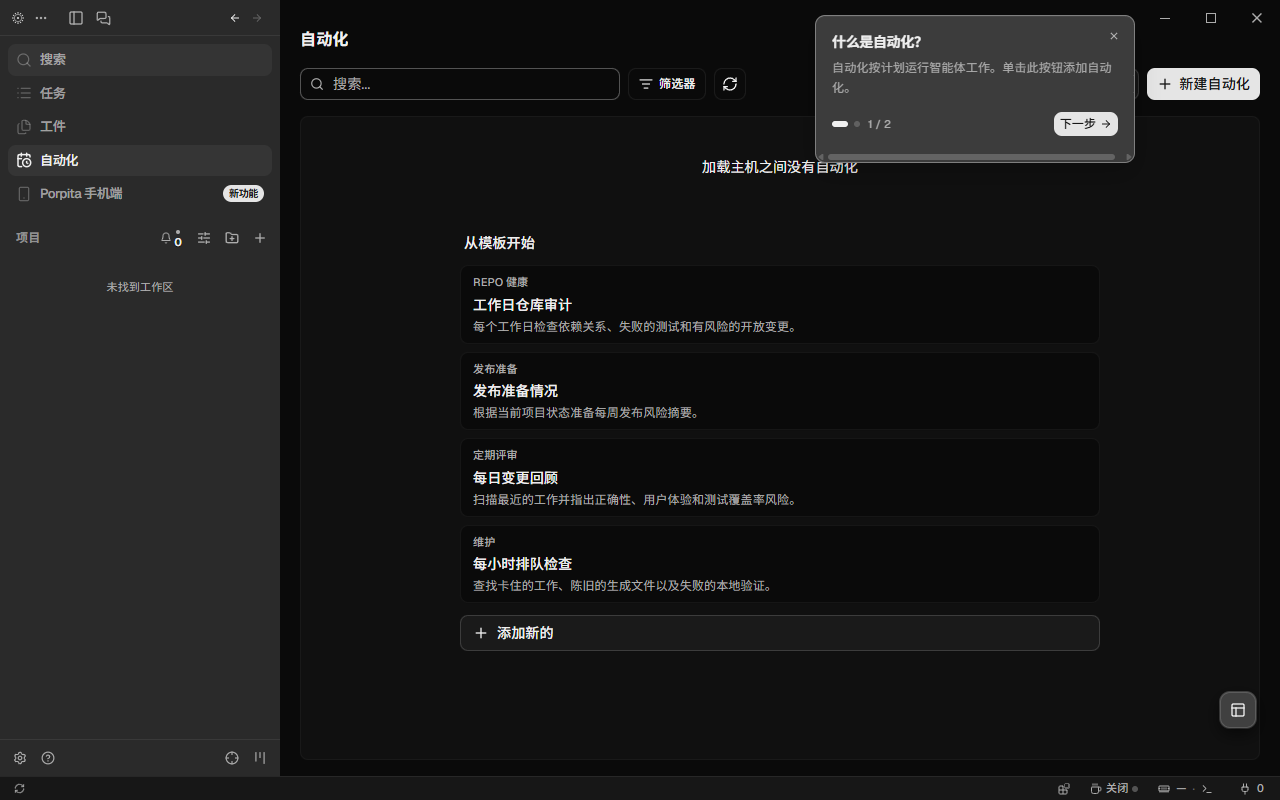 搜索
任务
工件
自动化
Porpita 手机端
新功能
项目
0
未找到工作区
自动化
搜索...
筛选器
新建自动化
什么是自动化？
自动化按计划运行智能体工作。单击此按钮添加自动
化。
1 / 2
下一步
加载主机之间没有自动化
从模板开始
REPO 健康
工作日仓库审计
每个工作日检查依赖关系、失败的测试和有风险的开放变更。
发布准备
发布准备情况
根据当前项目状态准备每周发布风险摘要。
定期评审
每日变更回顾
扫描最近的工作并指出正确性、用户体验和测试覆盖率风险。
维护
每小时排队检查
查找卡住的工作、陈旧的生成文件以及失败的本地验证。
添加新的
关闭
0